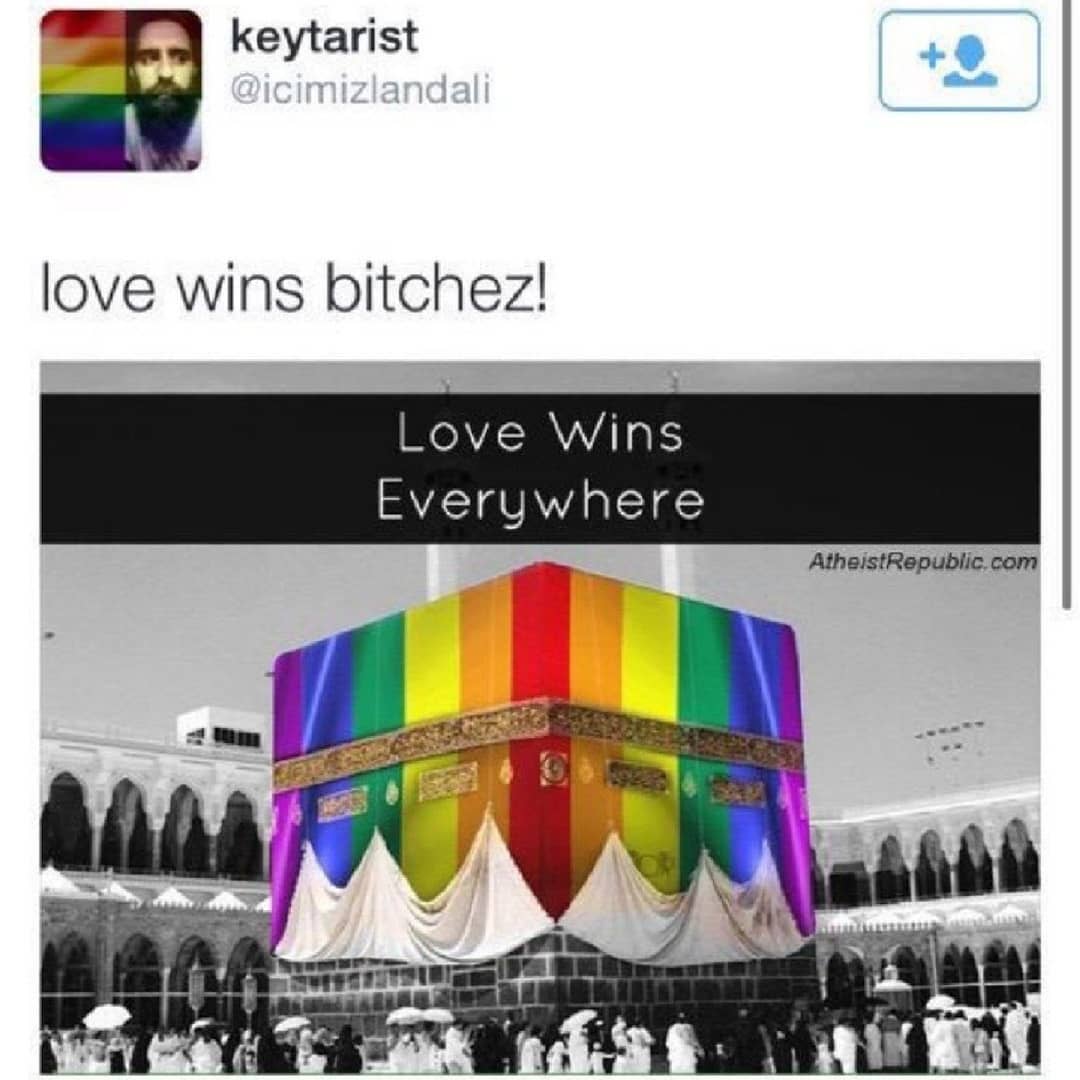 keytarist
@icimizlandali
love wins bitchez!
Love Wins
Everywhere
AtheistRepublic.com